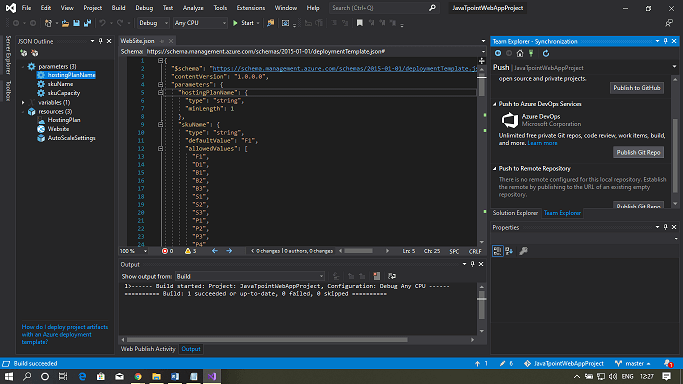 File Edit View Project Build Debug Test Analyze Tools Extensions Window Help Search (Ctrl+Q) JavaTpointWebAppProject
Debug Any CPU Start
Server Explorer
Toolbox
JSON Outline
parameters (3)
hostingPlanName
skuName
skuCapacity
variables (1)
resources (3)
HostingPlan
Website
AutoScaleSettings
How do I deploy project artifacts
with an Azure deployment
template?
WebSite.json
Schema: https://schema.management.azure.com/schemas/2015-01-01/deploymentTemplate.json#
1 {
2 "$schema": "https://schema.management.azure.com/schemas/2015-01-01/deploymentTemplate.js
3 "contentVersion": "1.0.0.0",
4 "parameters": {
5 "hostingPlanName": {
6 "type": "string",
7 "minLength": 1
8 },
9 "skuName": {
10 "type": "string",
11 "defaultValue": "F1",
12 "allowedValues": [
13 "F1",
14 "D1",
15 "B1",
16 "B2",
17 "B3",
18 "S1",
19 "S2",
20 "S3",
21 "P1",
22 "P2",
23 "P3",
24 "P4"
100 % 0 3 0 changes | 0 authors, 0 changes Ln: 5 Ch: 25 SPC CRLF
Output
Show output from: Build
1>------ Build started: Project: JavaTpointWebAppProject, Configuration: Debug Any CPU ------
========== Build: 1 succeeded or up-to-date, 0 failed, 0 skipped ==========
Web Publish Activity Output
Team Explorer - Synchronization
Push | JavaTpointWebAppProject
open source and private projects.
Publish to GitHub
Push to Azure DevOps Services
Azure DevOps
Microsoft Corporation
Unlimited free private Git repos, code review, work items, build,
and more. Learn more.
Publish Git Repo
Push to Remote Repository
There is no remote configured for this local repository. Establish
the remote by publishing to the URL of an existing empty
repository.
Publish Git Repo
Solution Explorer Team Explorer
Properties
Build succeeded 1 6 JavaTpointWebAppProject master
ENG 13:27